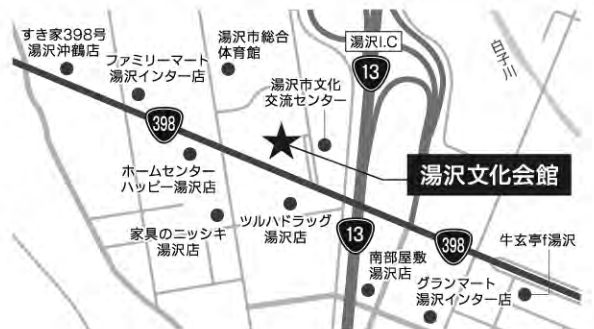 すき家398号
湯沢沖鶴店
ファミリーマート
湯沢インター店
湯沢市総合
体育館
湯沢I.C
13
湯沢市文化
交流センター
白子川
398
ホームセンター
ハッピー湯沢店
湯沢文化会館
家具のニッシキ
湯沢店
ツルハドラッグ
湯沢店
13
398
南部屋敷
湯沢店
牛玄亭f湯沢
グランマート
湯沢インター店